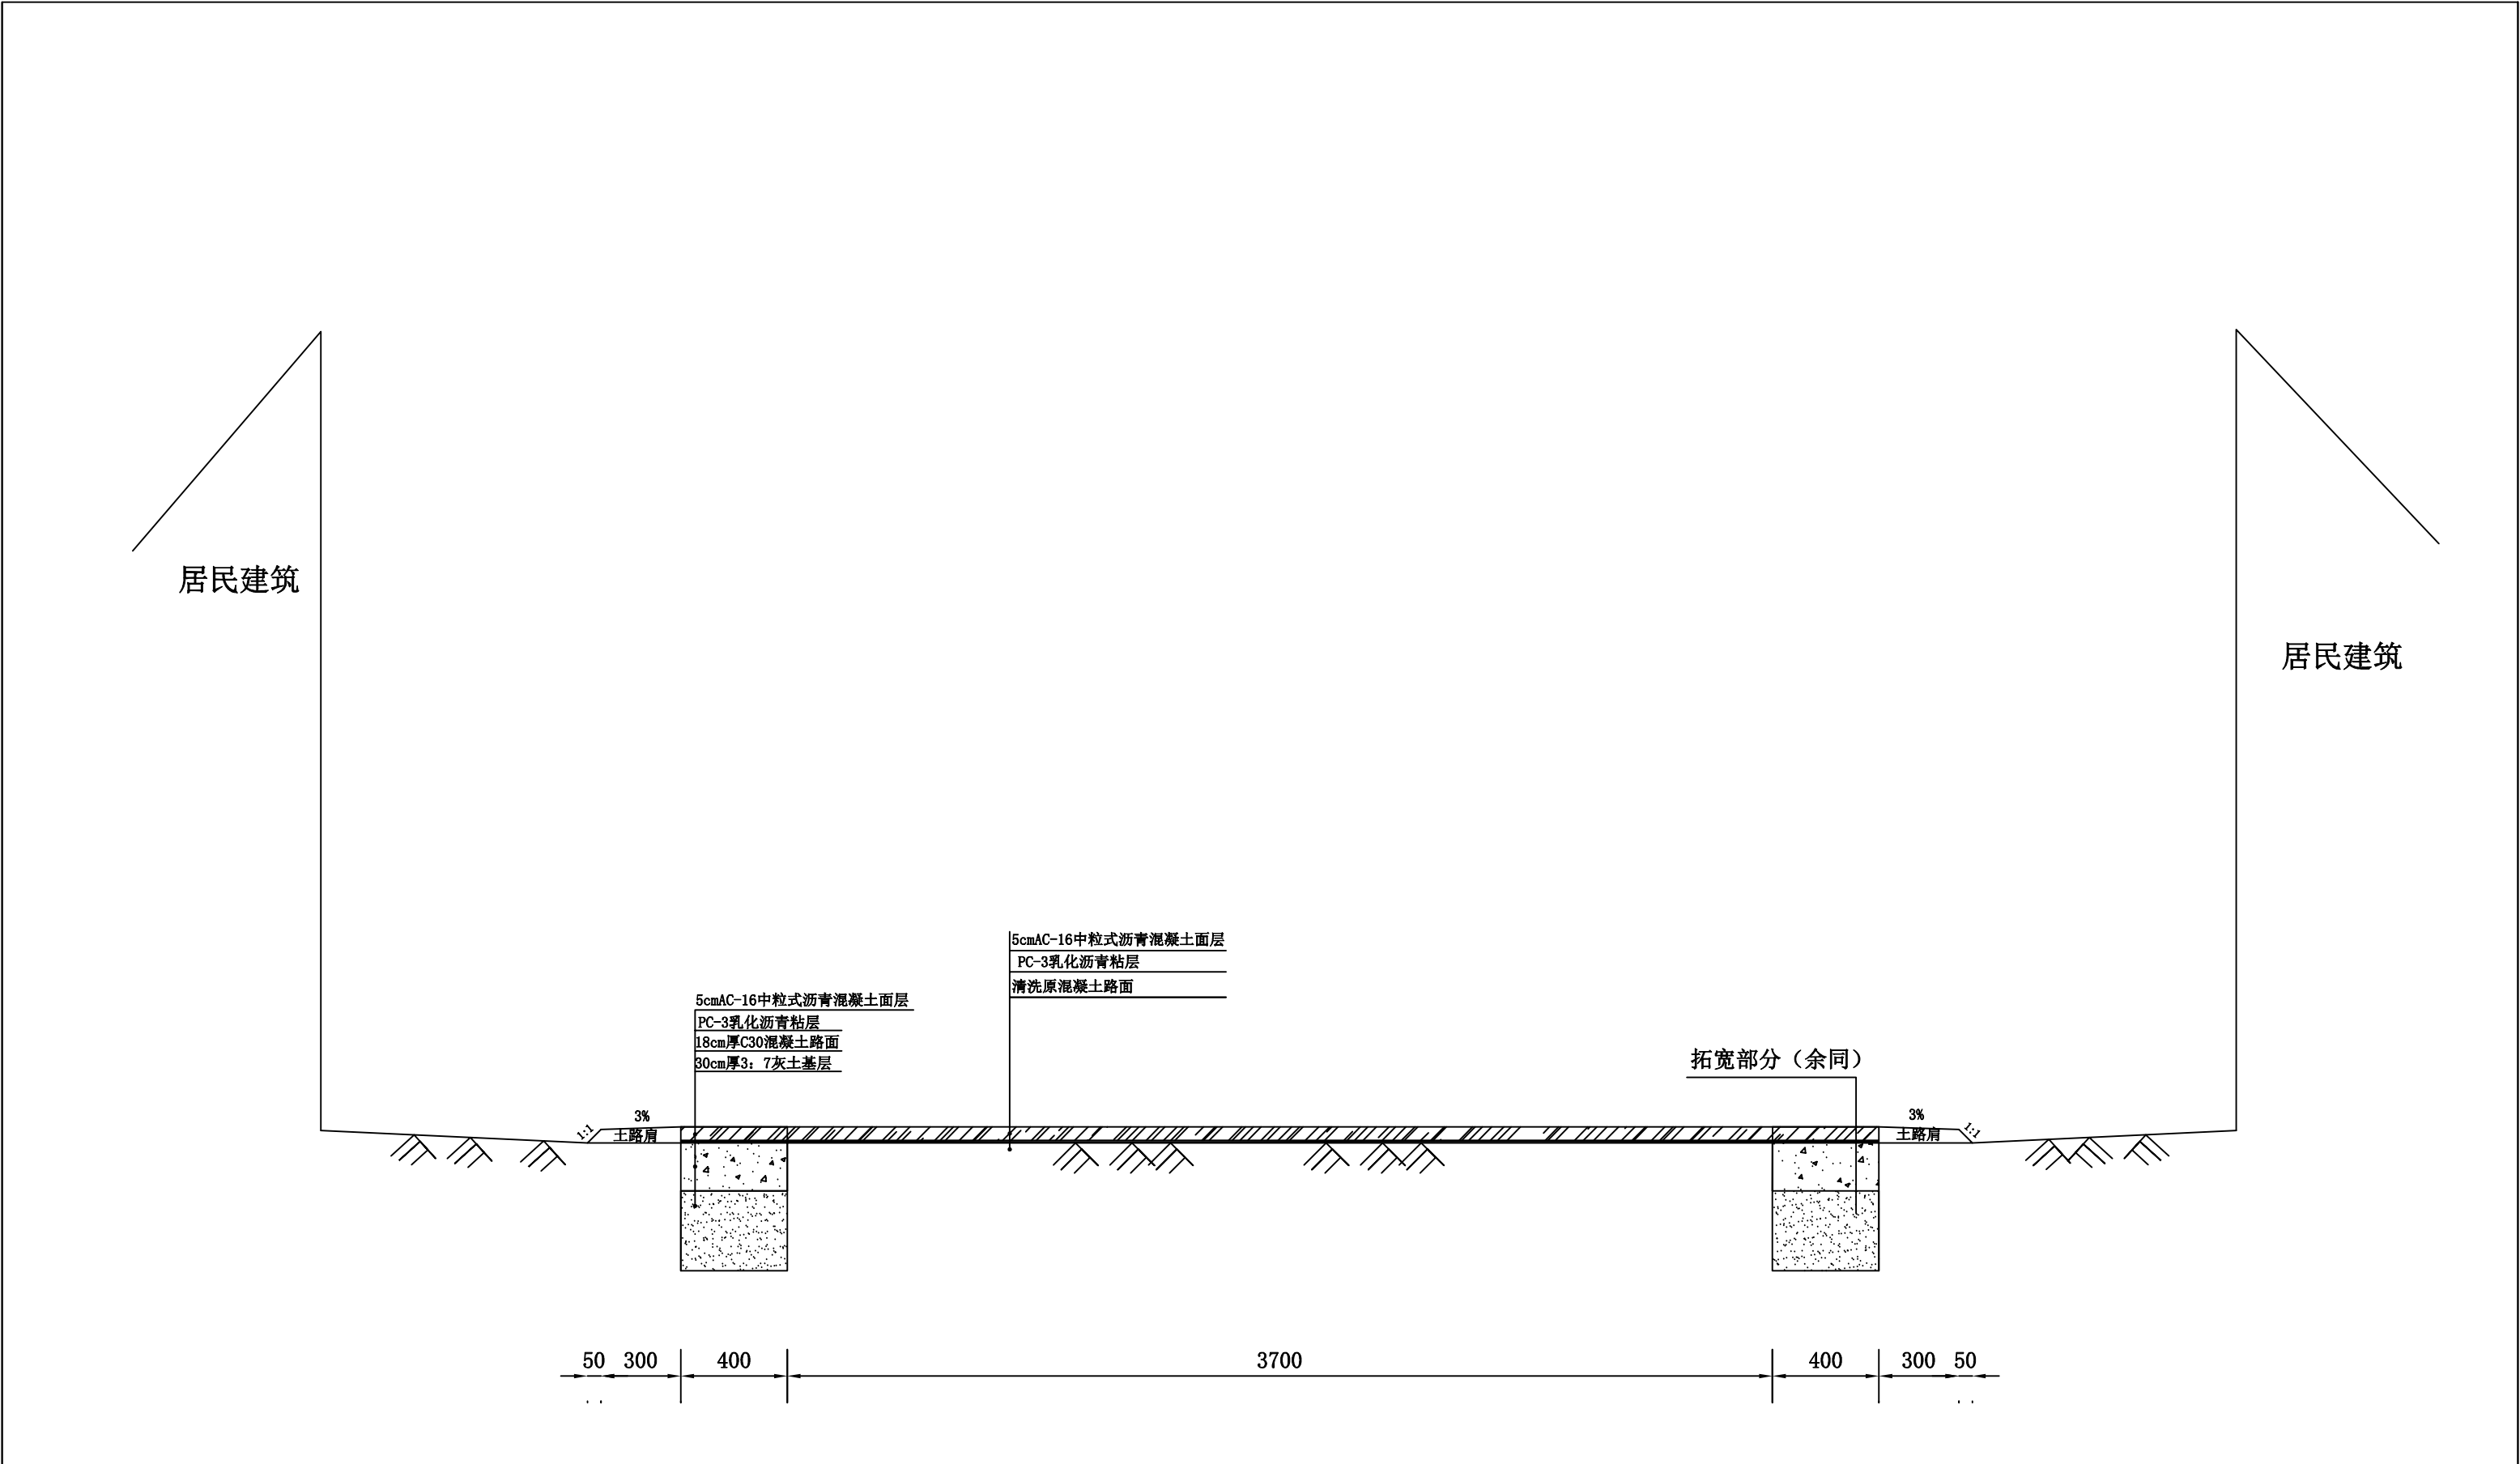 居民建筑
居民建筑
5cmAC-16中粒式沥青混凝土面层
PC-3乳化沥青粘层
清洗原混凝土路面
5cmAC-16中粒式沥青混凝土面层
PC-3乳化沥青粘层
18cm厚C30混凝土路面
30cm厚3：7灰土基层
拓宽部分（余同）
1:1
3%
土路肩
3%
土路肩
1:1
50 300 400 3700 400 300 50